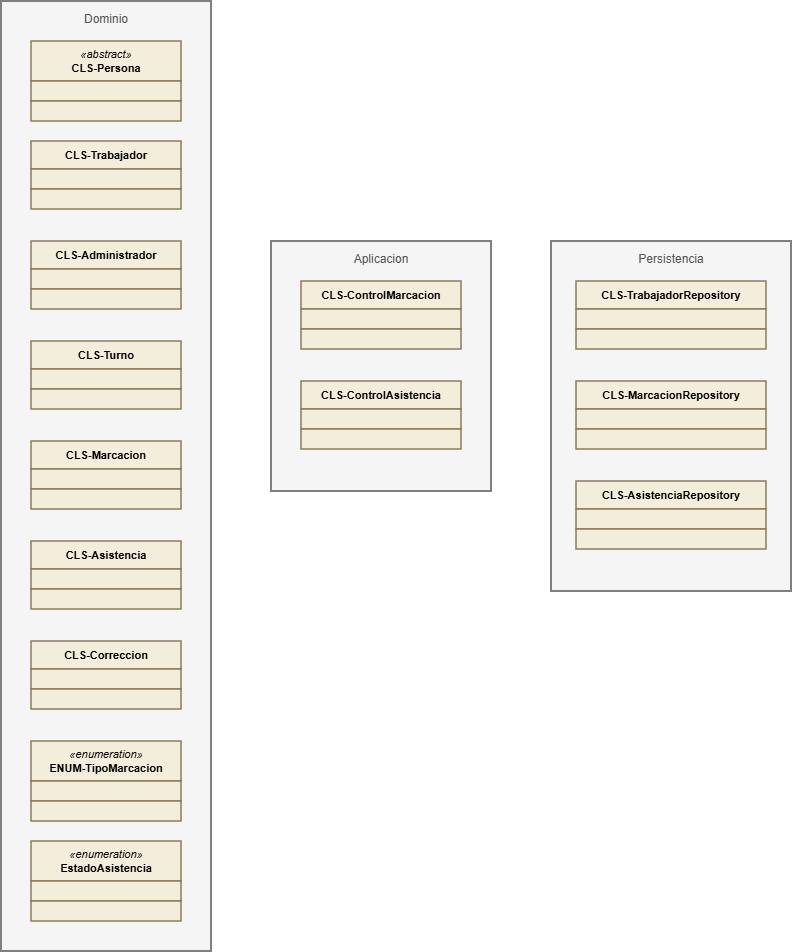 Dominio
«abstract»
CLS-Persona
CLS-Trabajador
CLS-Administrador
CLS-Turno
CLS-Marcacion
CLS-Asistencia
CLS-Correccion
«enumeration»
ENUM-TipoMarcacion
«enumeration»
EstadoAsistencia
Aplicacion
CLS-ControlMarcacion
CLS-ControlAsistencia
Persistencia
CLS-TrabajadorRepository
CLS-MarcacionRepository
CLS-AsistenciaRepository